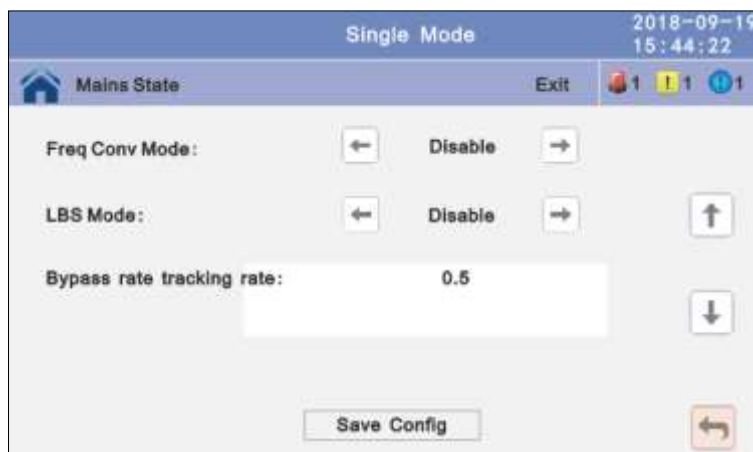 Single Mode
2018-09-19
15:44:22
Mains State Exit 1 ! 1 1
Freq Conv Mode: ← Disable →
LBS Mode: ← Disable →
Bypass rate tracking rate: 0.5
Save Config